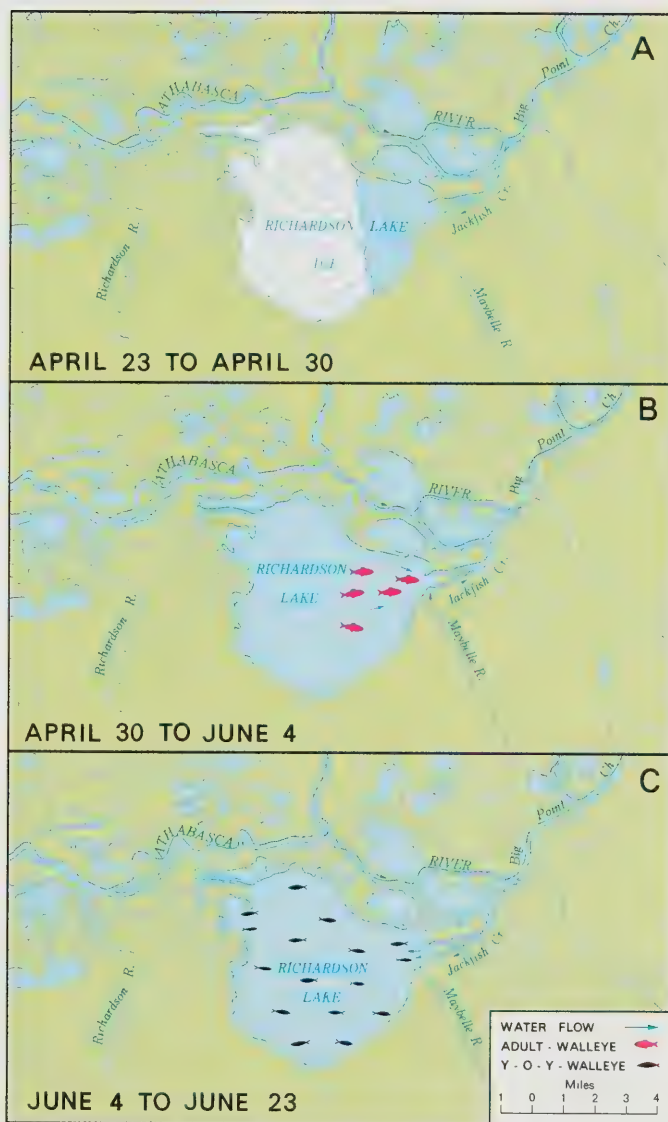 A
ATHABASCA
RIVER
Big Point Ch.
RICHARDSON LAKE
Jackfish Cr.
Richardson R.
Maybelle R
APRIL 23 TO APRIL 30
B
ATHABASCA
RIVER
Big Point Ch.
RICHARDSON
LAKE
Jackfish Cr.
Richardson R.
Maybelle R.
APRIL 30 TO JUNE 4
C
ATHABASCA
RIVER
Big Point Ch.
RICHARDSON
LAKE
Jackfish Cr.
Richardson R.
Maybelle R
JUNE 4 TO JUNE 23
WATER FLOW
ADULT - WALLEYE
Y - O - Y - WALLEYE
Miles
1 0 1 2 3 4